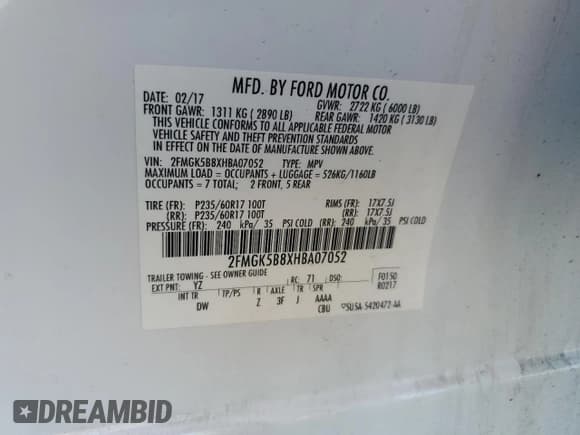 MFD. BY FORD MOTOR CO.
DATE: 02/17 GVWR: 2722 KG ( 6000 LB)
FRONT GAWR: 1311 KG ( 2890 LB) REAR GAWR: 1420 KG ( 3130 LB)
THIS VEHICLE CONFORMS TO ALL APPLICABLE FEDERAL MOTOR
VEHICLE SAFETY AND THEFT PREVENTION STANDARDS
IN EFFECT ON THE DATE OF MANUFACTURE SHOWN ABOVE.
VIN: 2FMGK5B8XHBA07052 TYPE: MPV
MAXIMUM LOAD = OCCUPANTS + LUGGAGE = 526KG/1160LB
OCCUPANTS = 7 TOTAL; 2 FRONT, 5 REAR
TIRE (FR): P235/60R17 100T RIMS (FR): 17X7.5J
(RR): P235/60R17 100T (RR): 17X7.5J
PRESSURE (FR): 240 kPa/ 35 PSI COLD (RR): 240 kPa/ 35 PSI COLD
2FMGK5B8XHBA07052
TRAILER TOWING - SEE OWNER GUIDE
EXT PNT: YZ RC: 71 DSO: F0150
R0217
INT TR TP/PS R AXLE TR SPR
DW Z 3F J AAAA
CBU 5U5A-5420472-AA
DREAMBID